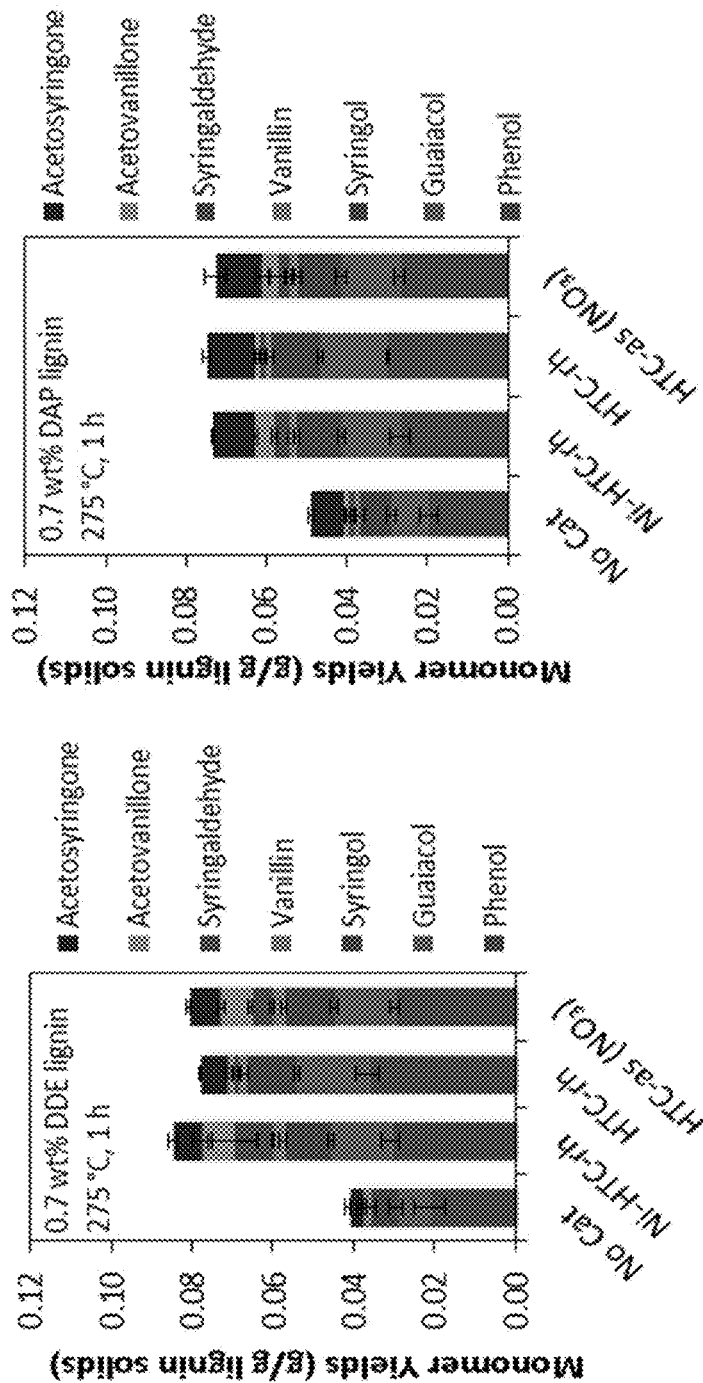 Monomer Yields (g/g lignin solids)
0.12
0.10
0.08
0.06
0.04
0.02
0.00
0.7 wt% DDE lignin
275 °C, 1 h
No Cat
Ni-HTC-rh
HTC-rh
HTC-as (NO₃)
Acetosyringone
Acetovanillone
Syringaldehyde
Vanillin
Syringol
Guaiacol
Phenol
Monomer Yields (g/g lignin solids)
0.12
0.10
0.08
0.06
0.04
0.02
0.00
0.7 wt% DAP lignin
275 °C, 1 h
No Cat
Ni-HTC-rh
HTC-rh
HTC-as (NO₃)
Acetosyringone
Acetovanillone
Syringaldehyde
Vanillin
Syringol
Guaiacol
Phenol